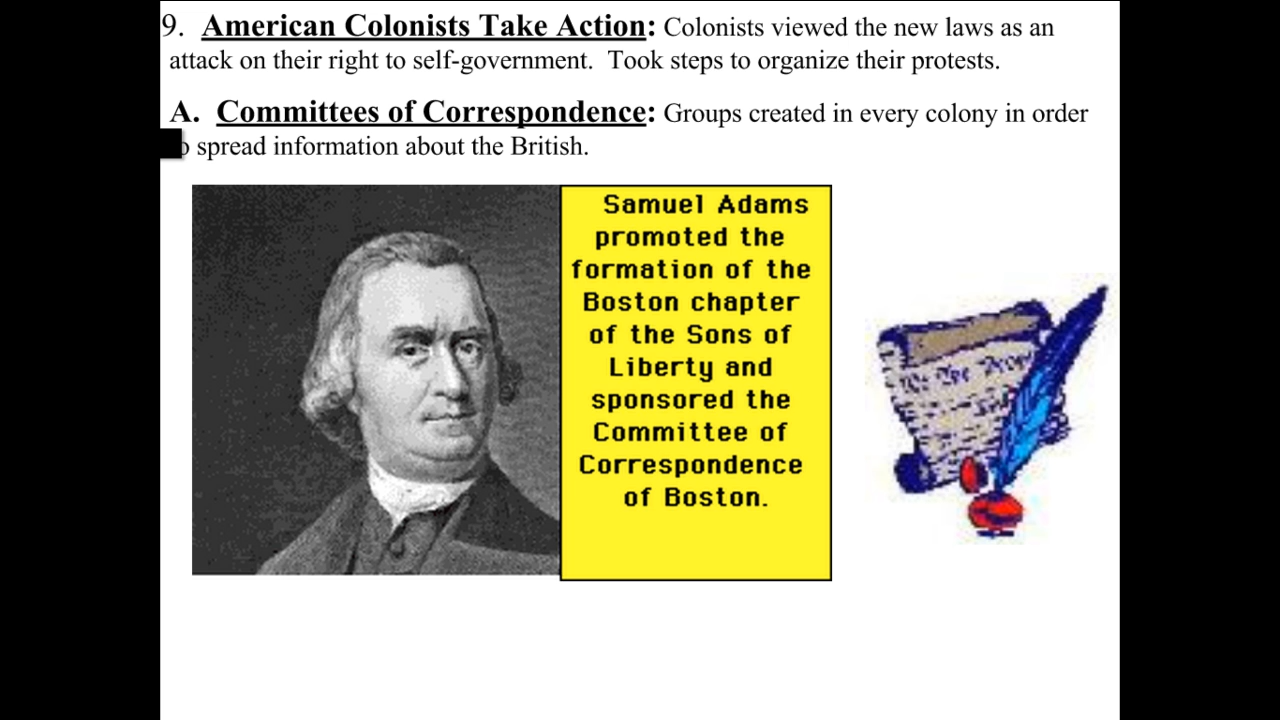 9. American Colonists Take Action: Colonists viewed the new laws as an
attack on their right to self-government. Took steps to organize their protests.
A. Committees of Correspondence: Groups created in every colony in order
spread information about the British.
Samuel Adams
promoted the
formation of the
Boston chapter
of the Sons of
Liberty and
sponsored the
Committee of
Correspondence
of Boston.
We The People